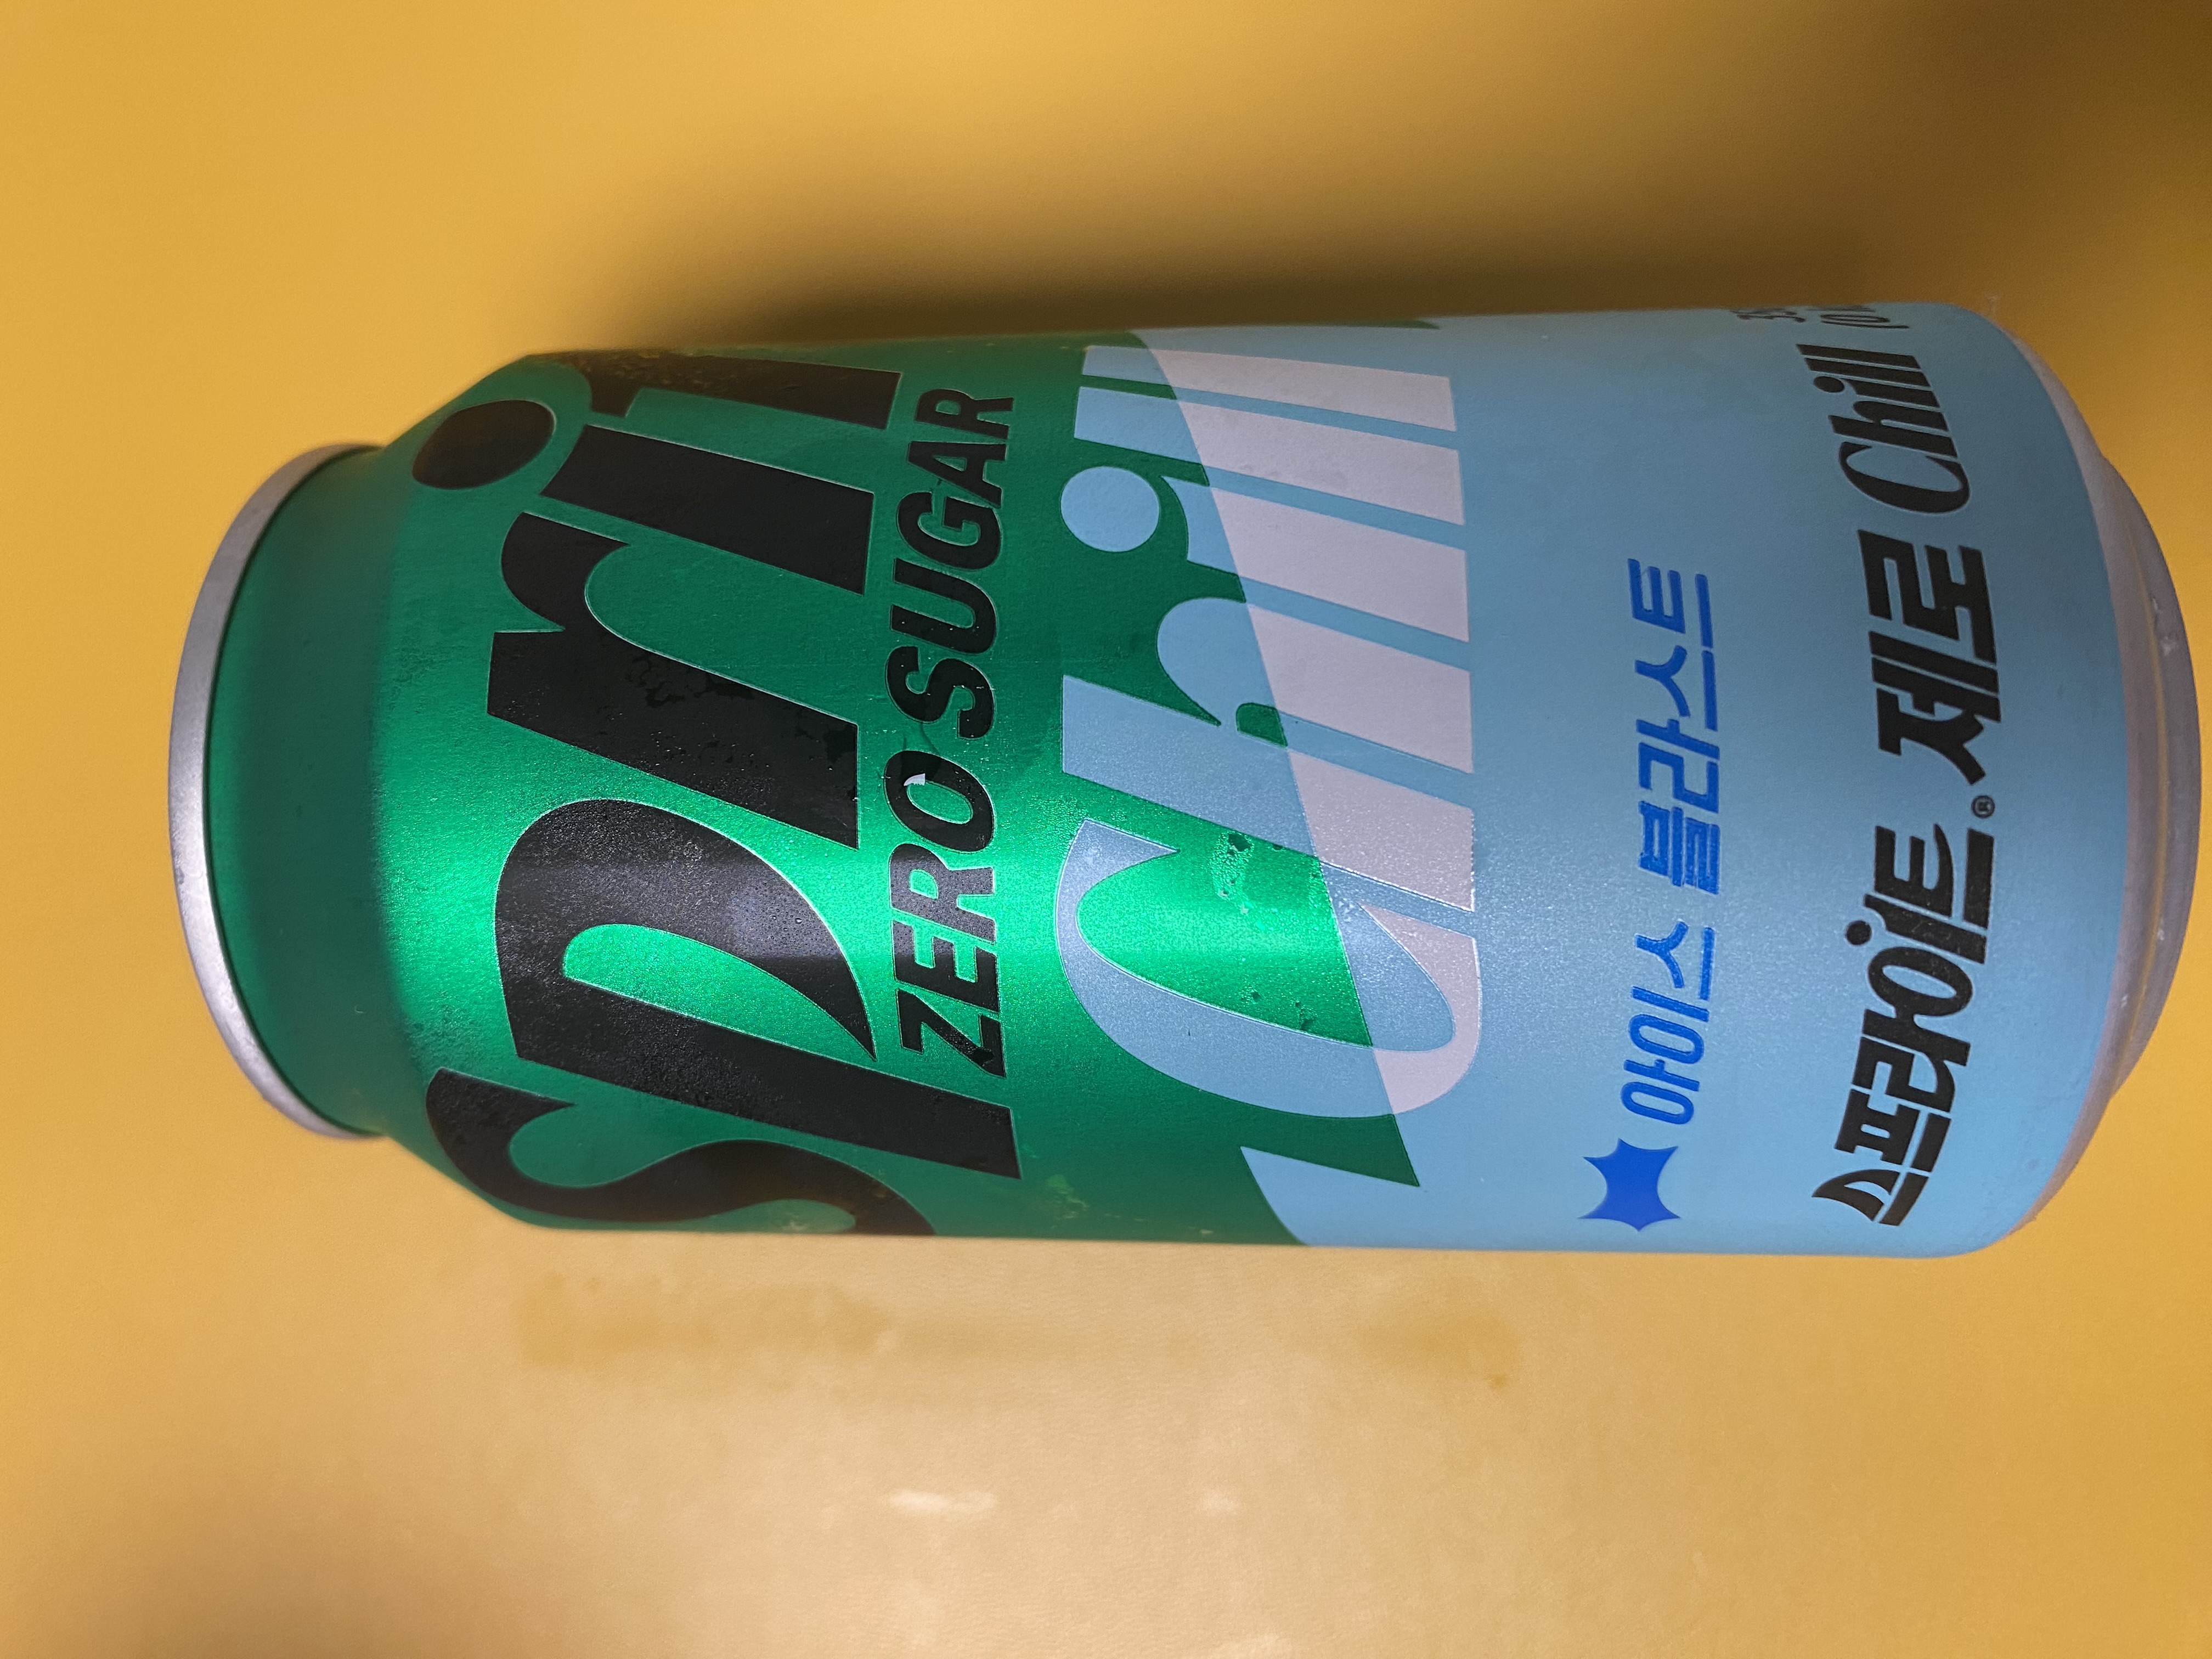 Spri
ZERO SUGAR
Chill
아이스 블라스트
스프라이트® 제로 Chill